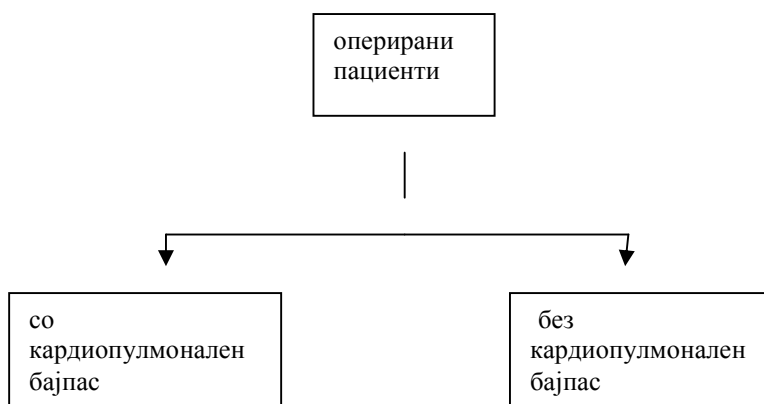 оперирани
пациенти
со
кардиопулмонален
бајпас
без
кардиопулмонален
бајпас